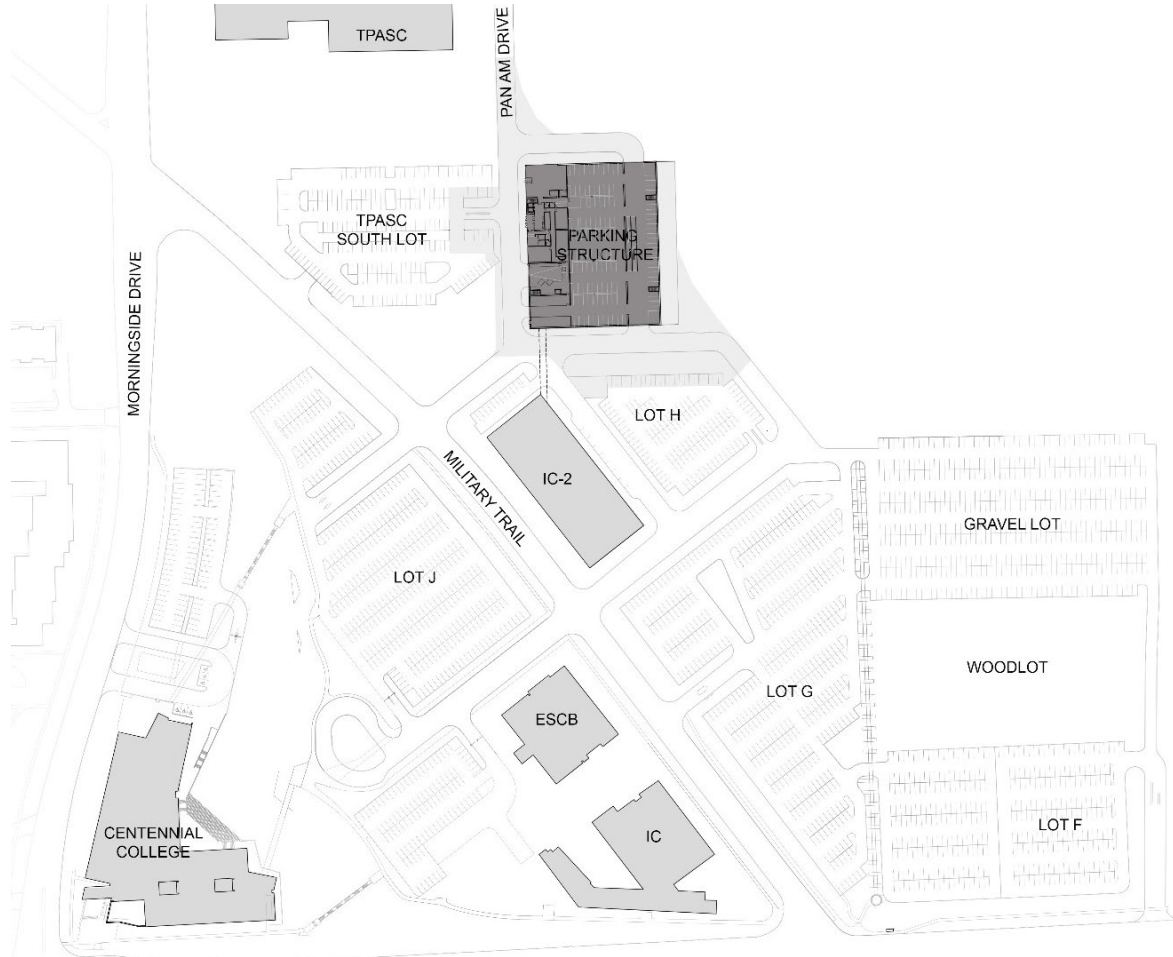 TPASC
PAN AM DRIVE
TPASC
SOUTH LOT
PARKING
STRUCTURE
MORNINGSIDE DRIVE
LOT H
MILITARY TRAIL
IC-2
GRAVEL LOT
LOT J
WOODLOT
LOT G
ESCB
LOT F
CENTENNIAL
COLLEGE
IC